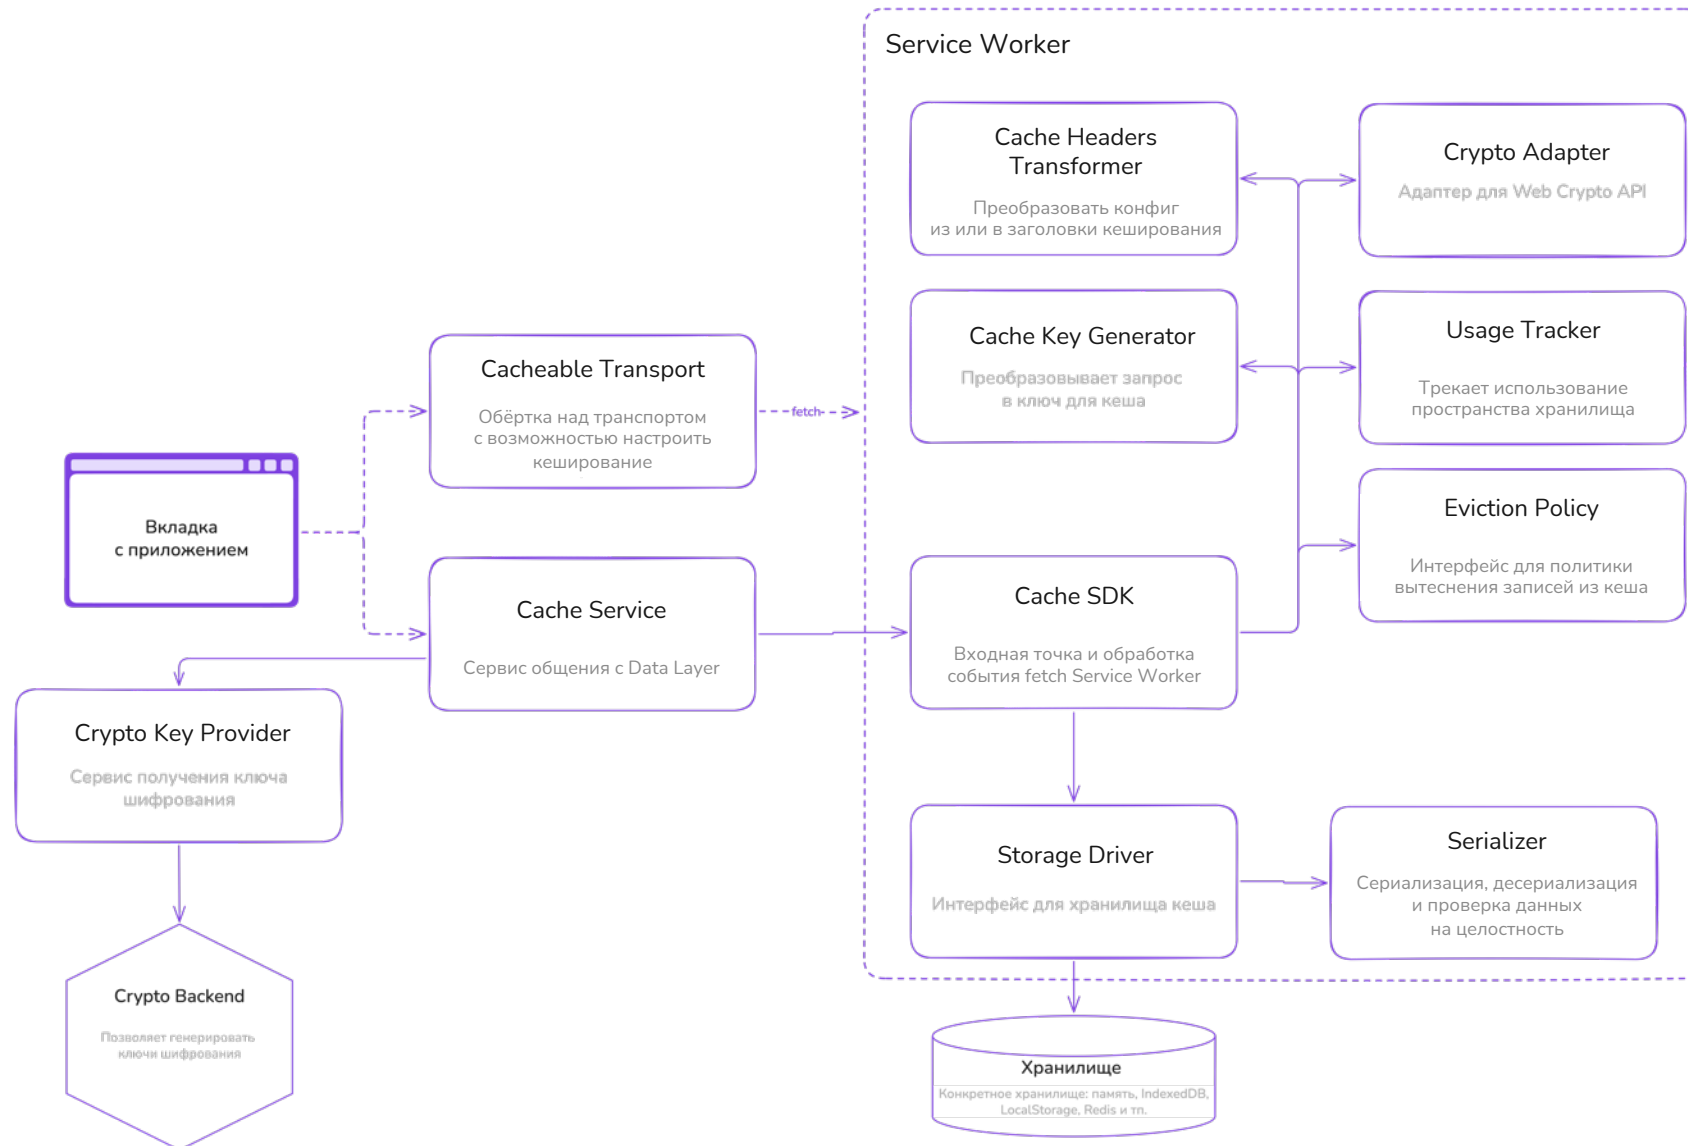 Service Worker
Cache Headers
Transformer
Преобразовать конфиг
из или в заголовки кеширования
Crypto Adapter
Адаптер для Web Crypto API
Cache Key Generator
Преобразовывает запрос
в ключ для кеша
Usage Tracker
Трекает использование
пространства хранилища
Cacheable Transport
Обёртка над транспортом
с возможностью настроить
кеширование
fetch
Вкладка
с приложением
Eviction Policy
Интерфейс для политики
вытеснения записей из кеша
Cache Service
Сервис общения с Data Layer
Cache SDK
Входная точка и обработка
события fetch Service Worker
Crypto Key Provider
Сервис получения ключа
шифрования
Storage Driver
Интерфейс для хранилища кеша
Serializer
Сериализация, десериализация
и проверка данных
на целостность
Crypto Backend
Позволяет генерировать
ключи шифрования
Хранилище
Конкретное хранилище: память, IndexedDB,
LocalStorage, Redis и тп.